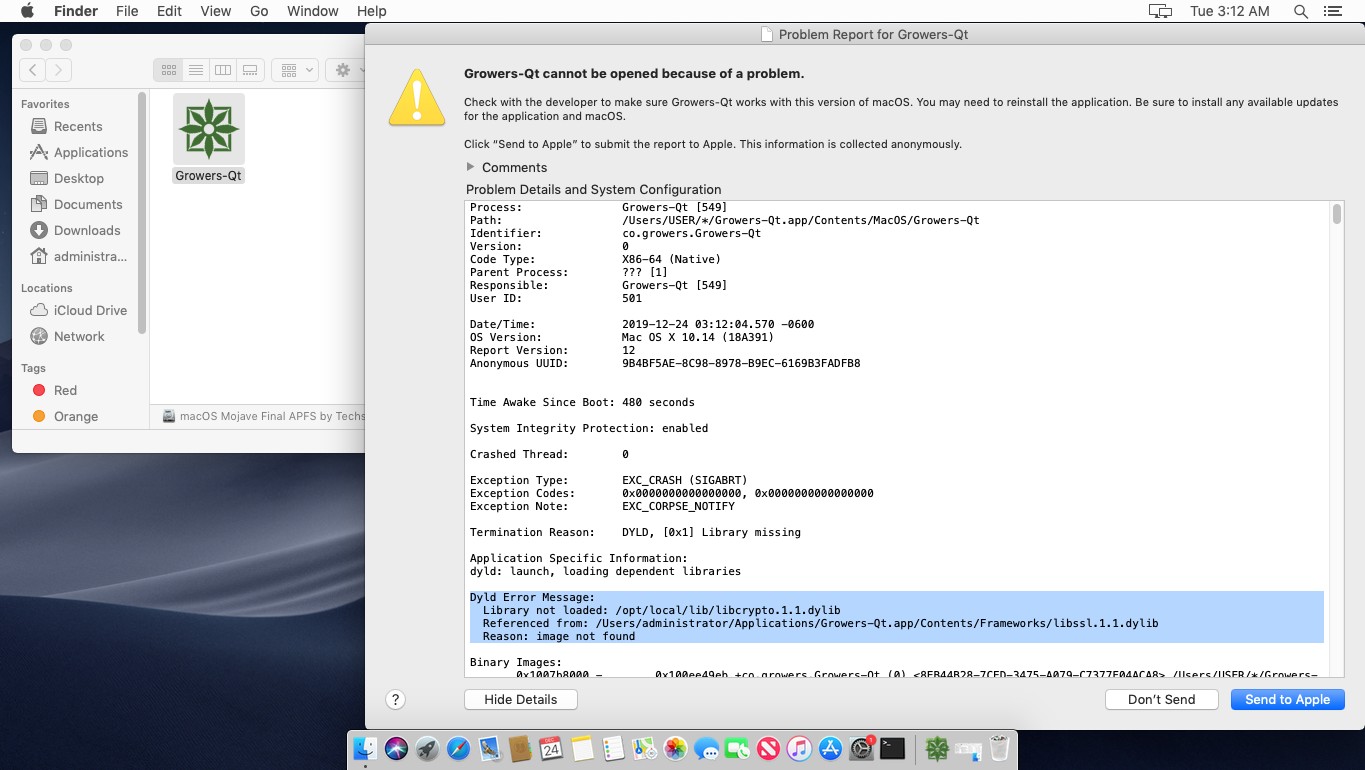 Finder File Edit View Go Window Help Tue 3:12 AM
Problem Report for Growers-Qt
Favorites
Recents
Applications
Desktop
Documents
Downloads
administra...
Locations
iCloud Drive
Network
Tags
Red
Orange
Growers-Qt
macOS Mojave Final APFS by Techs
Growers-Qt cannot be opened because of a problem.
Check with the developer to make sure Growers-Qt works with this version of macOS. You may need to reinstall the application. Be sure to install any available updates
for the application and macOS.
Click “Send to Apple” to submit the report to Apple. This information is collected anonymously.
Comments
Problem Details and System Configuration
Process: Growers-Qt [549]
Path: /Users/USER/*/Growers-Qt.app/Contents/MacOS/Growers-Qt
Identifier: co.growers.Growers-Qt
Version: 0
Code Type: X86-64 (Native)
Parent Process: ??? [1]
Responsible: Growers-Qt [549]
User ID: 501
Date/Time: 2019-12-24 03:12:04.570 -0600
OS Version: Mac OS X 10.14 (18A391)
Report Version: 12
Anonymous UUID: 9B4BF5AE-8C98-8978-B9EC-6169B3FADFB8
Time Awake Since Boot: 480 seconds
System Integrity Protection: enabled
Crashed Thread: 0
Exception Type: EXC_CRASH (SIGABRT)
Exception Codes: 0x0000000000000000, 0x0000000000000000
Exception Note: EXC_CORPSE_NOTIFY
Termination Reason: DYLD, [0x1] Library missing
Application Specific Information:
dyld: launch, loading dependent libraries
Dyld Error Message:
Library not loaded: /opt/local/lib/libcrypto.1.1.dylib
Referenced from: /Users/administrator/Applications/Growers-Qt.app/Contents/Frameworks/libssl.1.1.dylib
Reason: image not found
Binary Images:
0x1007b8000 - 0x100ee49eb +co.growers.Growers-Qt (0) <8EB44B28-7CED-3475-A079-C7377E04ACA8> /Users/USER/*/Growers-
?
Hide Details
Don't Send
Send to Apple
DEC
24
1